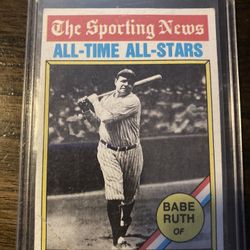 The Sporting News
ALL-TIME ALL-STARS
BABE
RUTH
OF